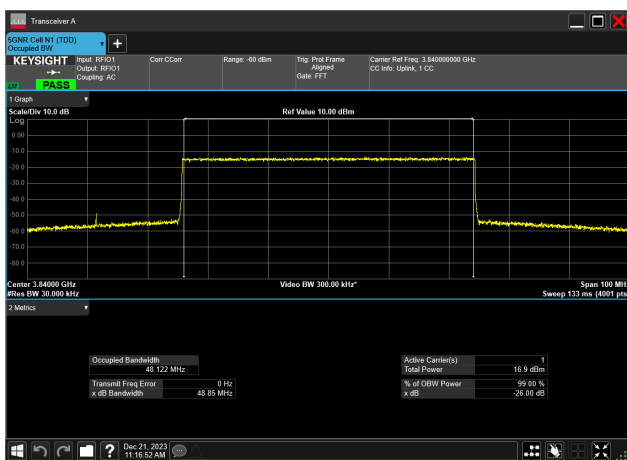 Transceiver A
5GNR Cell N1 (TDD)
Occupied BW
KEYSIGHT Input: RFIO1 Corr CCorr Range: -60 dBm Trig: Prot Frame Carrier Ref Freq: 3.840000000 GHz
Output: RFIO1 Aligned CC Info: Uplink, 1 CC
Coupling: AC Gate: FFT
PASS
1 Graph
Scale/Div 10.0 dB Ref Value 10.00 dBm
Log
0.00
-10.0
-20.0
-30.0
-40.0
-50.0
-60.0
-70.0
-80.0
Center 3.84000 GHz Video BW 300.00 kHz* Span 100 MH
#Res BW 30.000 kHz Sweep 133 ms (4001 pts
2 Metrics
Occupied Bandwidth Active Carrier(s) 1
48.122 MHz Total Power 16.9 dBm
Transmit Freq Error 0 Hz % of OBW Power 99.00 %
x dB Bandwidth 48.85 MHz x dB -26.00 dB
Dec 21, 2023
11:16:52 AM